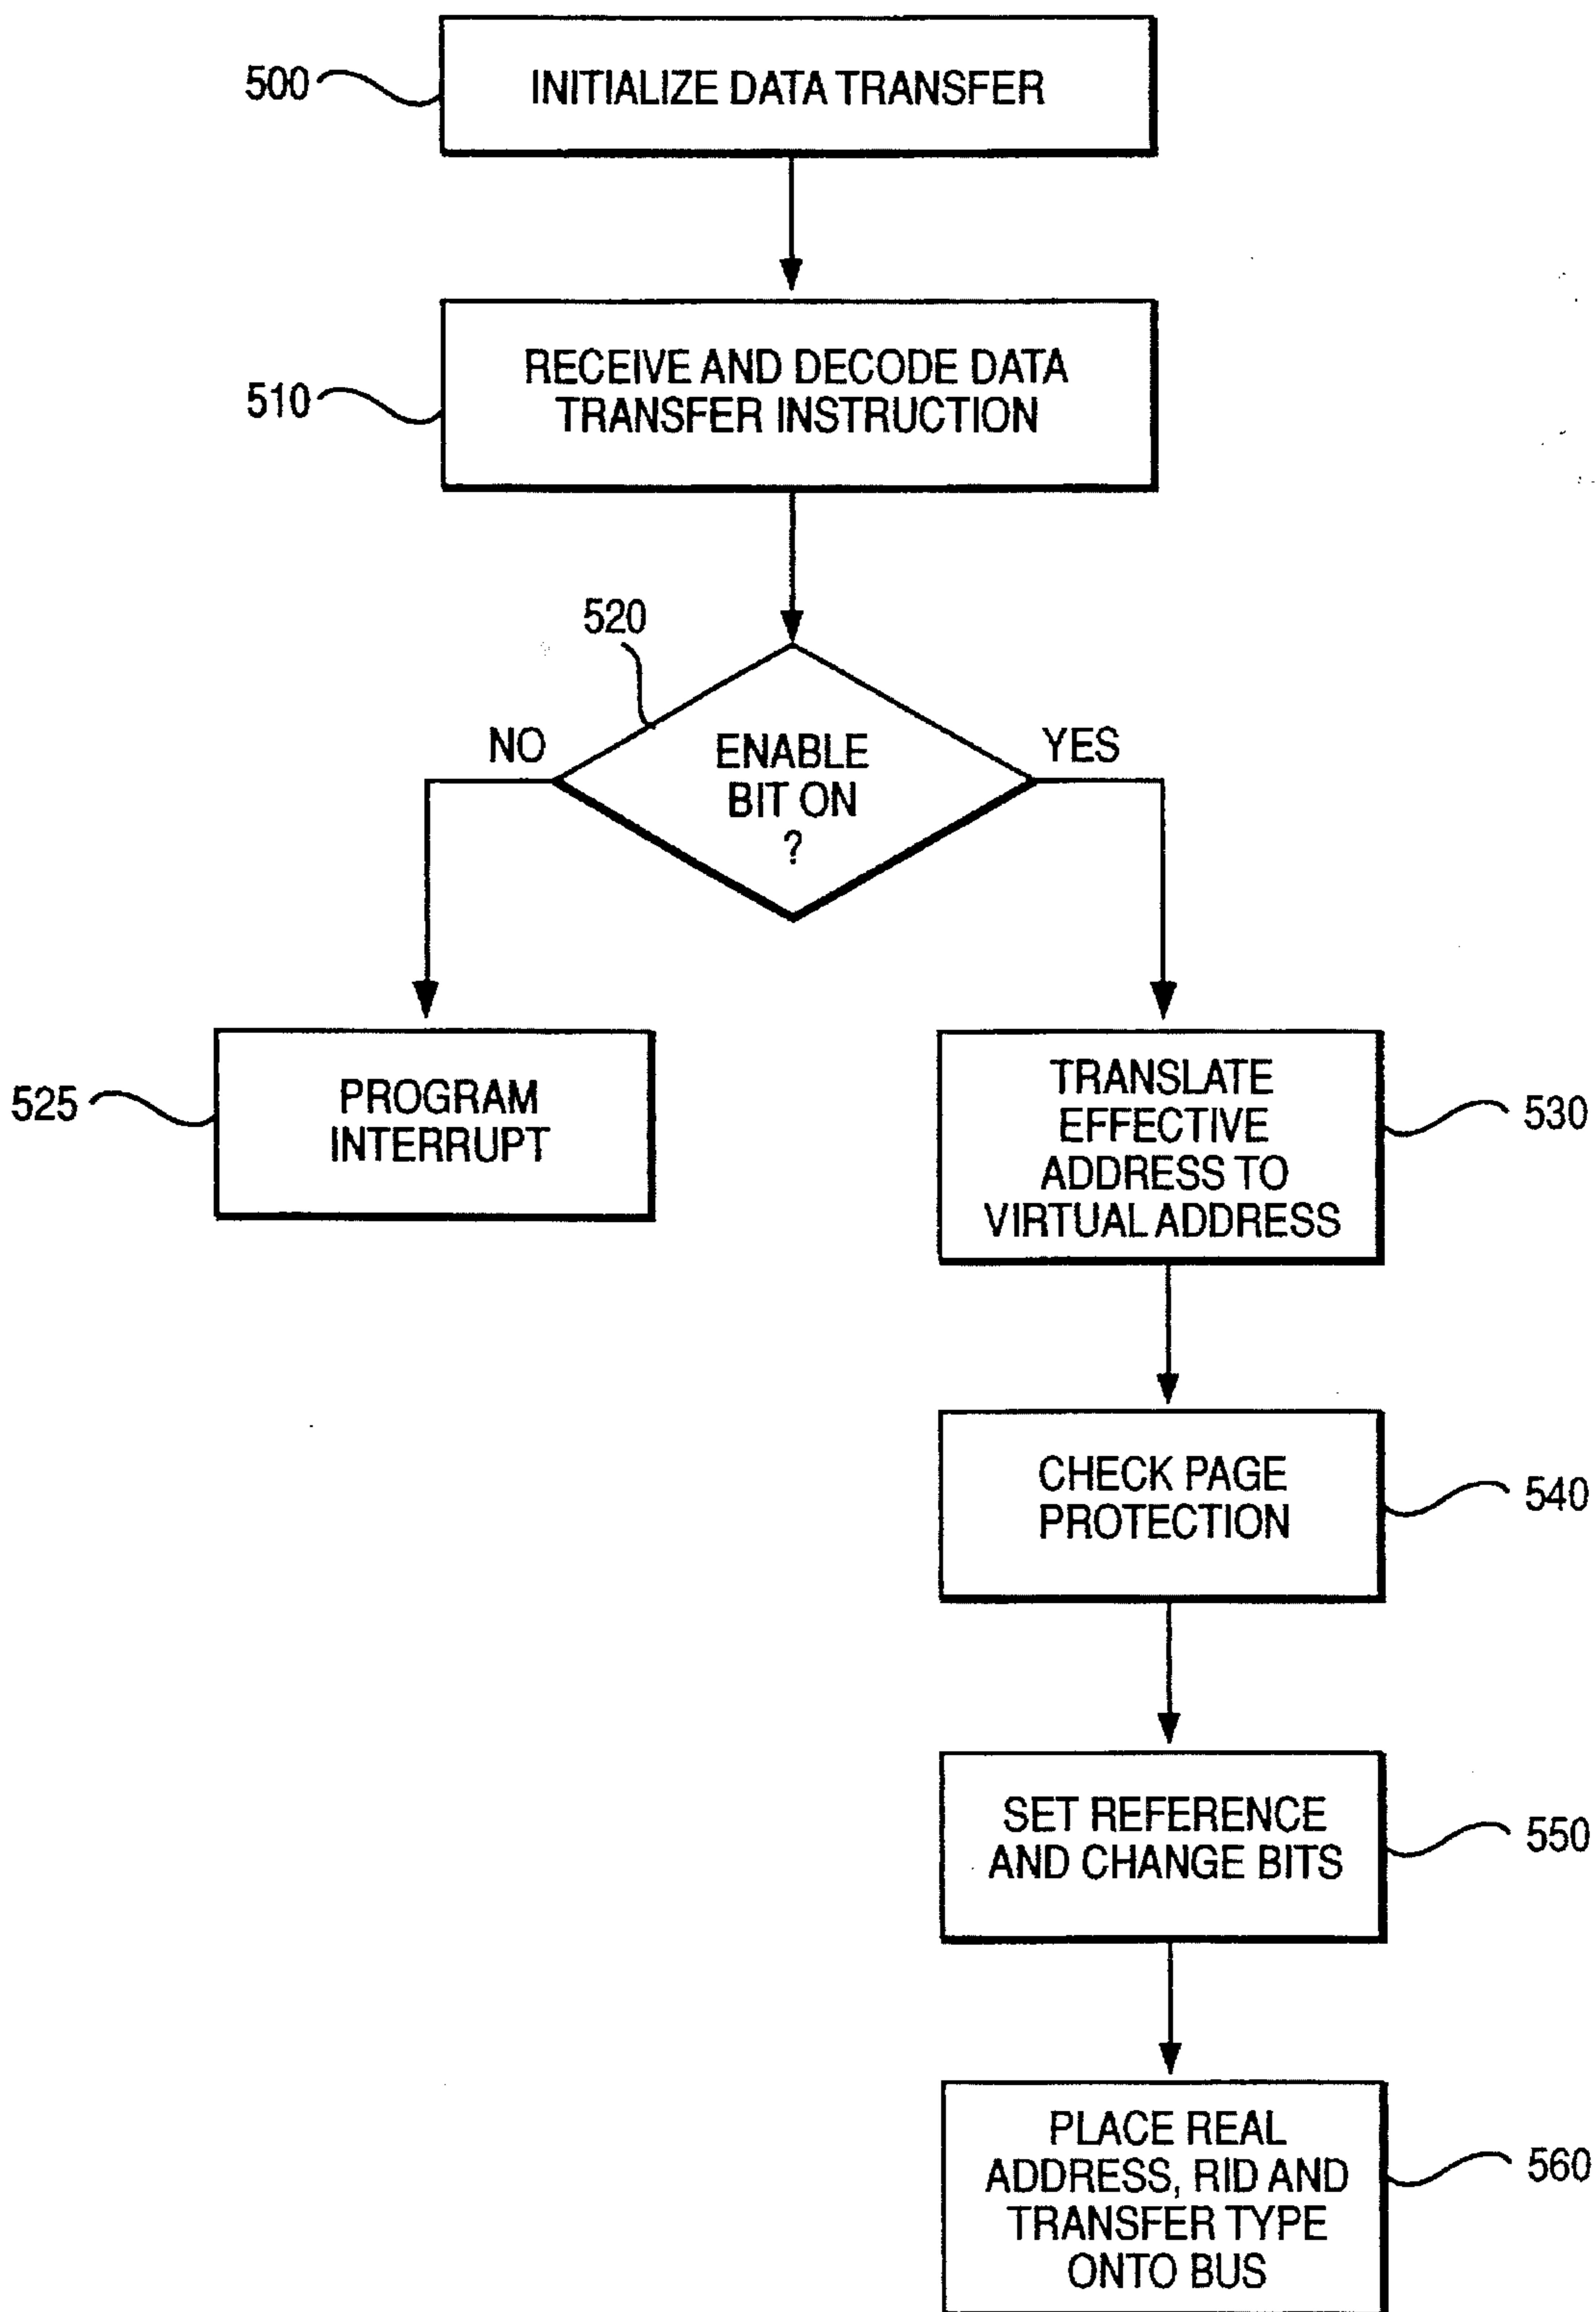 500
INITIALIZE DATA TRANSFER
510
RECEIVE AND DECODE DATA
TRANSFER INSTRUCTION
520
NO
ENABLE
BIT ON
?
YES
525
PROGRAM
INTERRUPT
TRANSLATE
EFFECTIVE
ADDRESS TO
VIRTUAL ADDRESS
530
CHECK PAGE
PROTECTION
540
SET REFERENCE
AND CHANGE BITS
550
PLACE REAL
ADDRESS, RID AND
TRANSFER TYPE
ONTO BUS
560